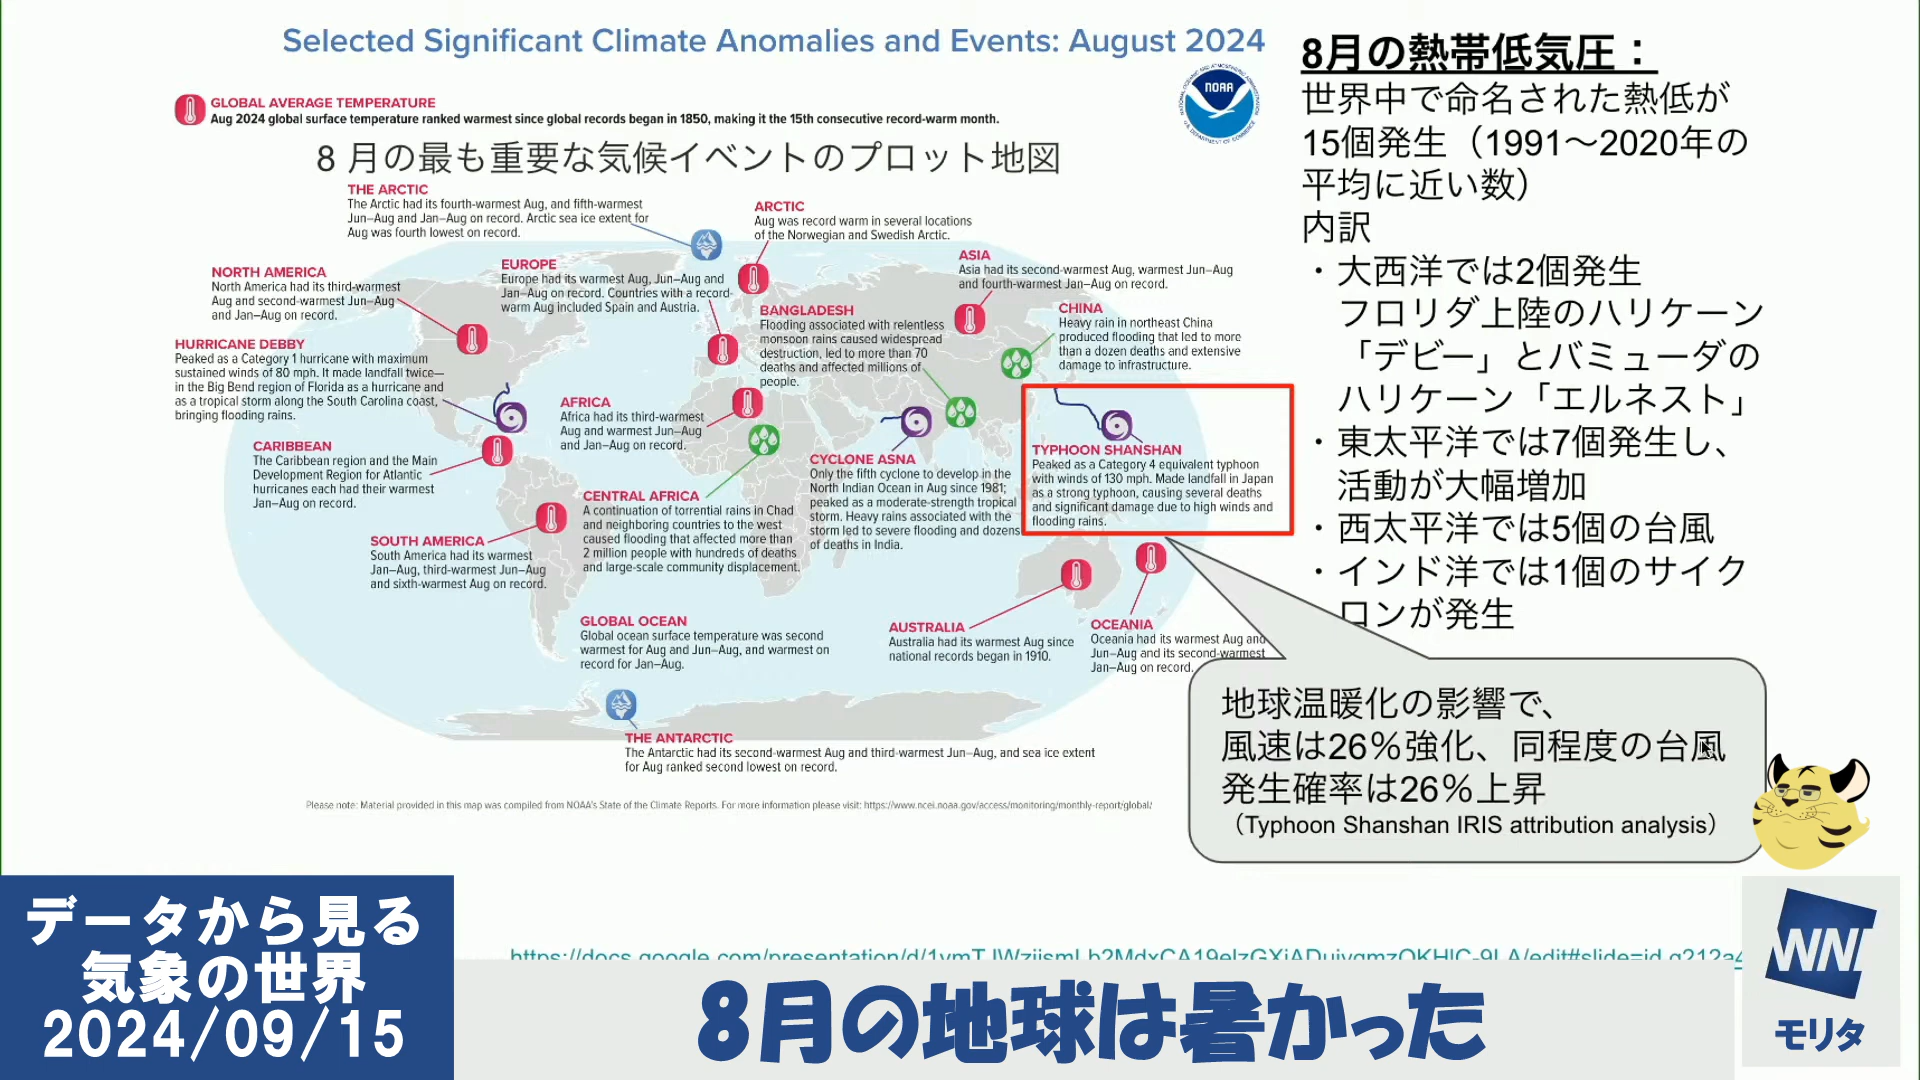 Selected Significant Climate Anomalies and Events: August 2024
NOAA
GLOBAL AVERAGE TEMPERATURE
Aug 2024 global surface temperature ranked warmest since global records began in 1850, making it the 15th consecutive record-warm month.
8 月の最も重要な気候イベントのプロット地図
THE ARCTIC
The Arctic had its fourth-warmest Aug, and fifth-warmest
Jun–Aug and Jan–Aug on record. Arctic sea ice extent for
Aug was fourth lowest on record.
ARCTIC
Aug was record warm in several locations
of the Norwegian and Swedish Arctic.
NORTH AMERICA
North America had its third-warmest
Aug and second-warmest Jun–Aug
and Jan–Aug on record.
EUROPE
Europe had its warmest Aug, Jun–Aug and
Jan–Aug on record. Countries with a record-
warm Aug included Spain and Austria.
ASIA
Asia had its second-warmest Aug, warmest Jun–Aug
and fourth-warmest Jan–Aug on record.
BANGLADESH
Flooding associated with relentless
monsoon rains caused widespread
destruction, led to more than 70
deaths and affected millions of
people.
CHINA
Heavy rain in northeast China
produced flooding that led to more
than a dozen deaths and extensive
damage to infrastructure.
HURRICANE DEBBY
Peaked as a Category 1 hurricane with maximum
sustained winds of 80 mph. It made landfall twice—
in the Big Bend region of Florida as a hurricane and
as a tropical storm along the South Carolina coast,
bringing flooding rains.
AFRICA
Africa had its third-warmest
Aug and warmest Jun–Aug
and Jan–Aug on record.
CARIBBEAN
The Caribbean region and the Main
Development Region for Atlantic
hurricanes each had their warmest
Jan–Aug on record.
CYCLONE ASNA
Only the fifth cyclone to develop in the
North Indian Ocean in Aug since 1981;
peaked as a moderate-strength tropical
storm. Heavy rains associated with the
storm led to severe flooding and dozens
of deaths in India.
TYPHOON SHANSHAN
Peaked as a Category 4 equivalent typhoon
with winds of 130 mph. Made landfall in Japan
as a strong typhoon, causing several deaths
and significant damage due to high winds and
flooding rains.
CENTRAL AFRICA
A continuation of torrential rains in Chad
and neighboring countries to the west
caused flooding that affected more than
2 million people with hundreds of deaths
and large-scale community displacement.
SOUTH AMERICA
South America had its warmest
Jan–Aug, third-warmest Jun–Aug
and sixth-warmest Aug on record.
GLOBAL OCEAN
Global ocean surface temperature was second
warmest for Aug and Jun–Aug, and warmest on
record for Jan–Aug.
AUSTRALIA
Australia had its warmest Aug since
national records began in 1910.
OCEANIA
Oceania had its warmest Aug and
Jun–Aug and its second-warmest
Jan–Aug on record.
THE ANTARCTIC
The Antarctic had its second-warmest Aug and third-warmest Jun–Aug, and sea ice extent
for Aug ranked second lowest on record.
Please note: Material provided in this map was compiled from NOAA's State of the Climate Reports. For more information please visit: https://www.ncei.noaa.gov/access/monitoring/monthly-report/global/
8月の熱帯低気圧：
世界中で命名された熱低が
15個発生（1991～2020年の
平均に近い数）
内訳
・大西洋では2個発生
フロリダ上陸のハリケーン
「デビー」とバミューダの
ハリケーン「エルネスト」
・東太平洋では7個発生し、
活動が大幅増加
・西太平洋では5個の台風
・インド洋では1個のサイク
ロンが発生
地球温暖化の影響で、
風速は26％強化、同程度の台風
発生確率は26％上昇
（Typhoon Shanshan IRIS attribution analysis）
データから見る
気象の世界
2024/09/15
8月の地球は暑かった
WNI
モリタ